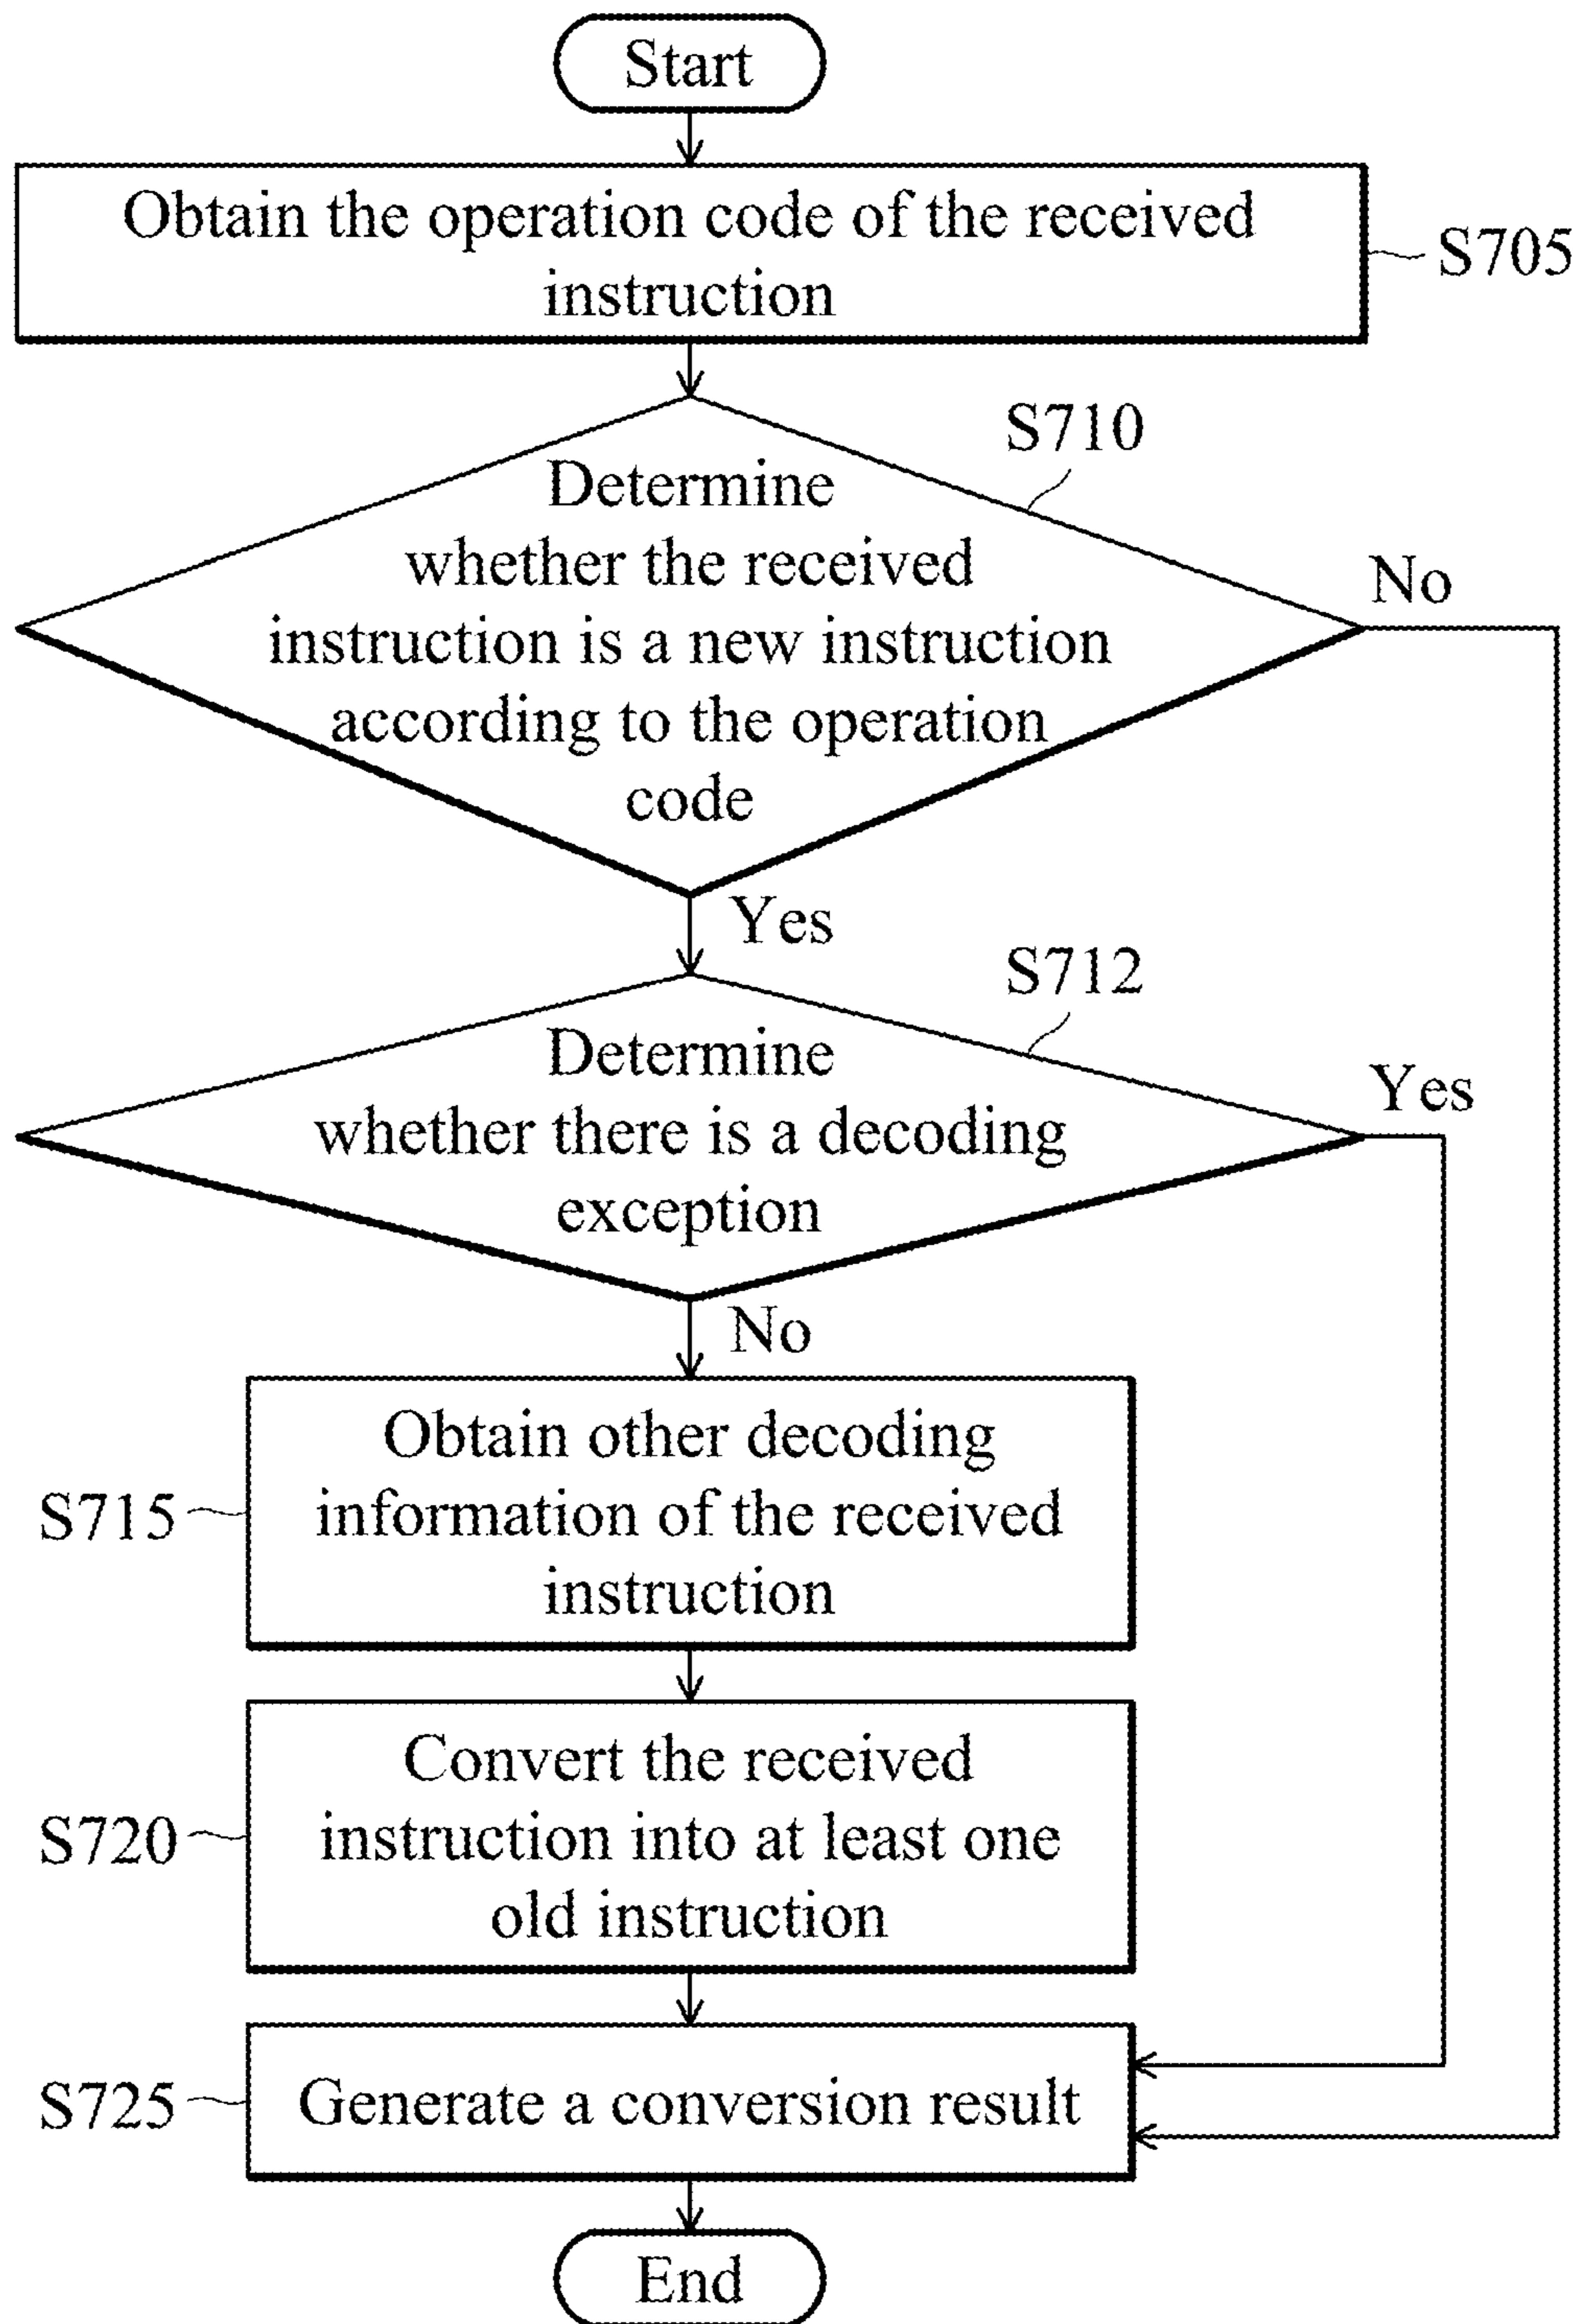 Start
Obtain the operation code of the received
instruction
S705
S710
Determine
whether the received
instruction is a new instruction
according to the operation
code
No
Yes
S712
Determine
whether there is a decoding
exception
Yes
No
Obtain other decoding
information of the received
instruction
S715
Convert the received
instruction into at least one
old instruction
S720
Generate a conversion result
S725
End